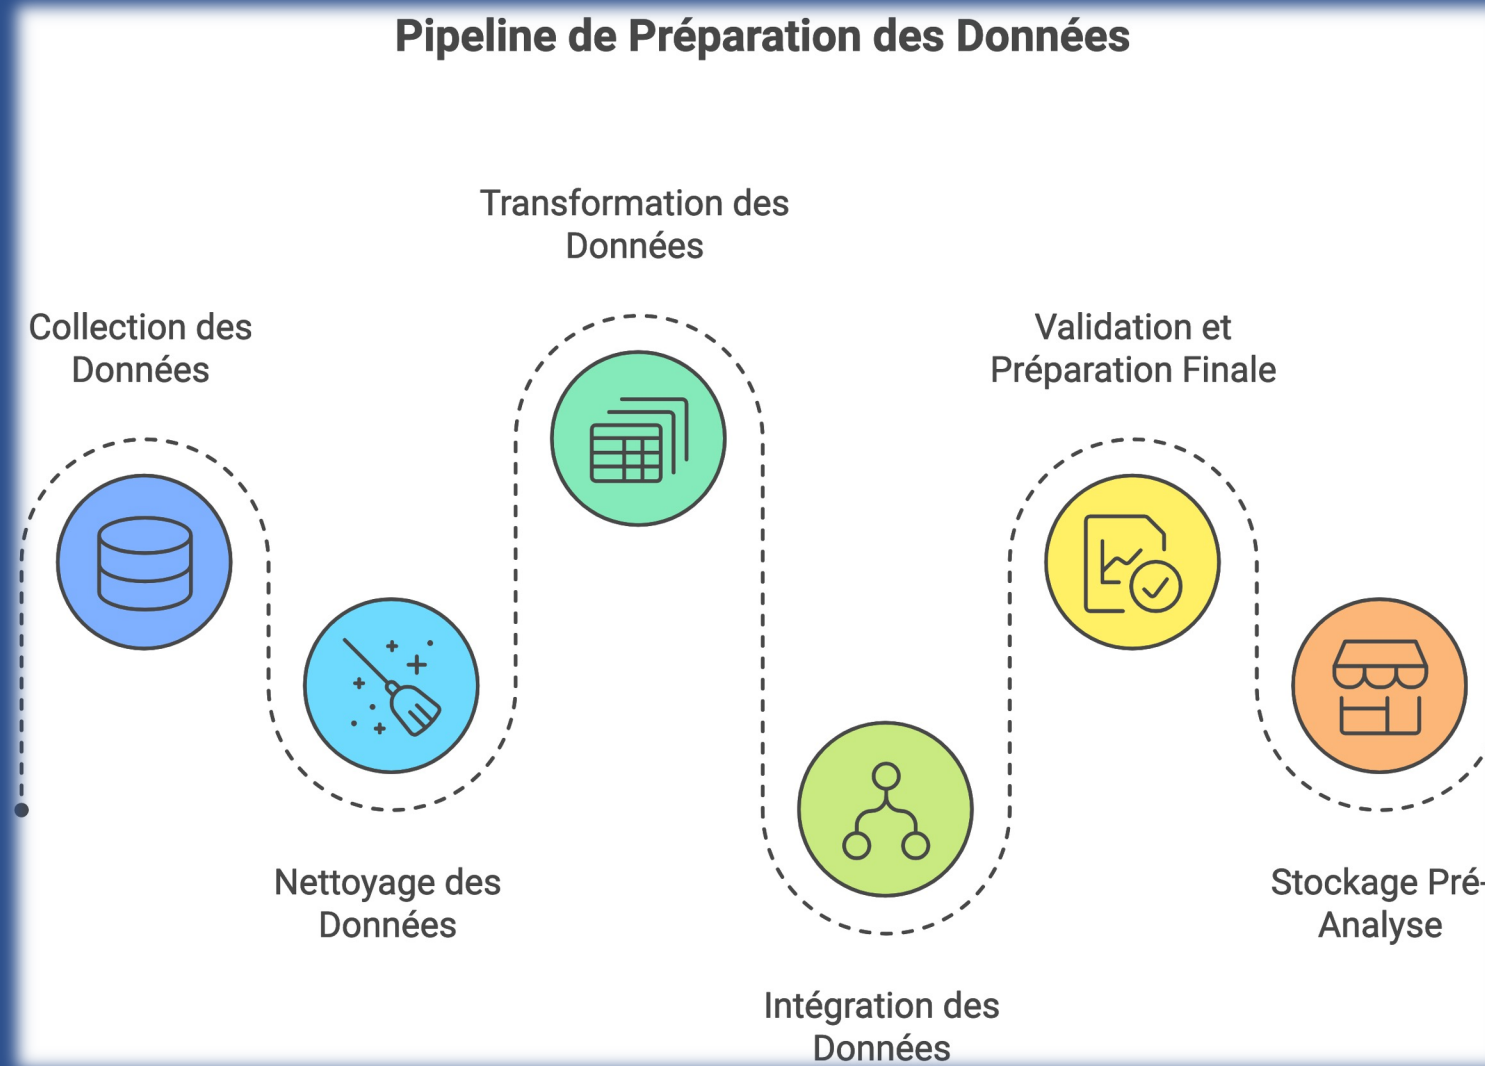 Pipeline de Préparation des Données
Transformation des
Données
Collection des
Données
Validation et
Préparation Finale
Nettoyage des
Données
Stockage Pré-
Analyse
Intégration des
Données